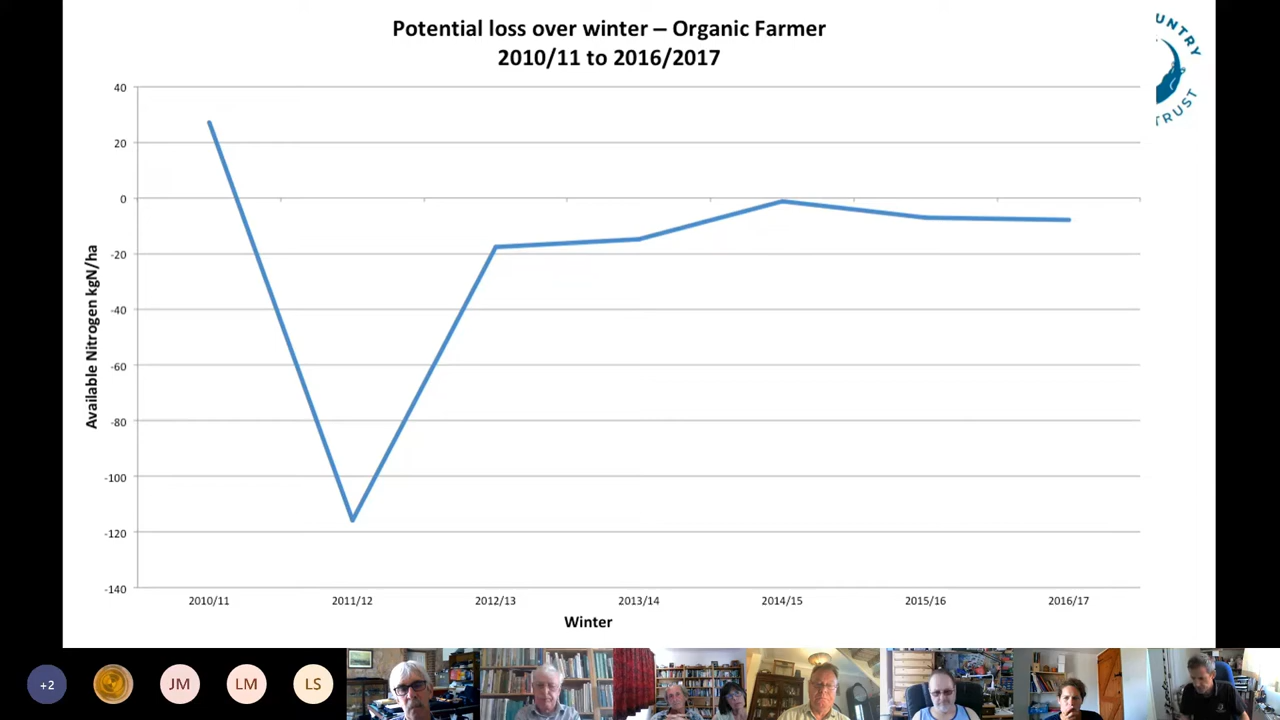 Potential loss over winter – Organic Farmer
2010/11 to 2016/2017
TRUST
40
20
0
-20
-40
-60
-80
-100
-120
-140
Available Nitrogen kgN/ha
2010/11
2011/12
2012/13
2013/14
2014/15
2015/16
2016/17
Winter
+2
JM
LM
LS